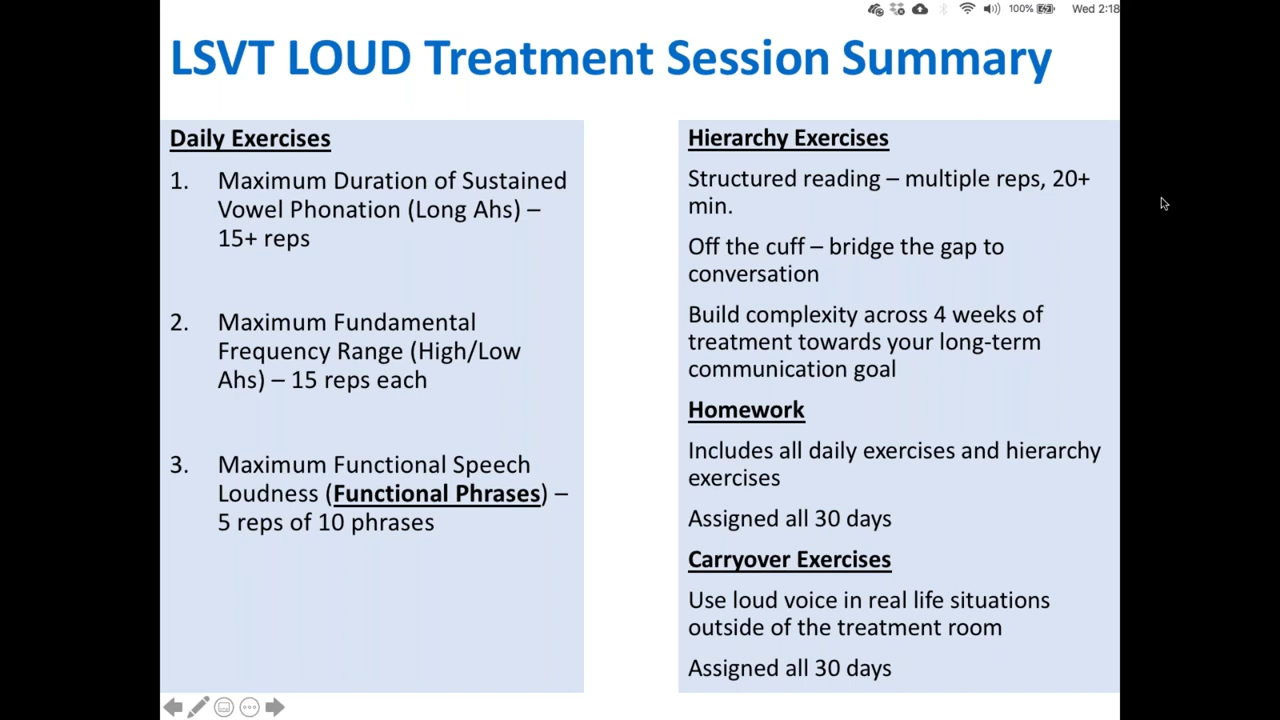 100%
Wed 2:18
LSVT LOUD Treatment Session Summary
Daily Exercises
1. Maximum Duration of Sustained
Vowel Phonation (Long Ahs) –
15+ reps
2. Maximum Fundamental
Frequency Range (High/Low
Ahs) – 15 reps each
3. Maximum Functional Speech
Loudness (Functional Phrases) –
5 reps of 10 phrases
Hierarchy Exercises
Structured reading – multiple reps, 20+
min.
Off the cuff – bridge the gap to
conversation
Build complexity across 4 weeks of
treatment towards your long-term
communication goal
Homework
Includes all daily exercises and hierarchy
exercises
Assigned all 30 days
Carryover Exercises
Use loud voice in real life situations
outside of the treatment room
Assigned all 30 days